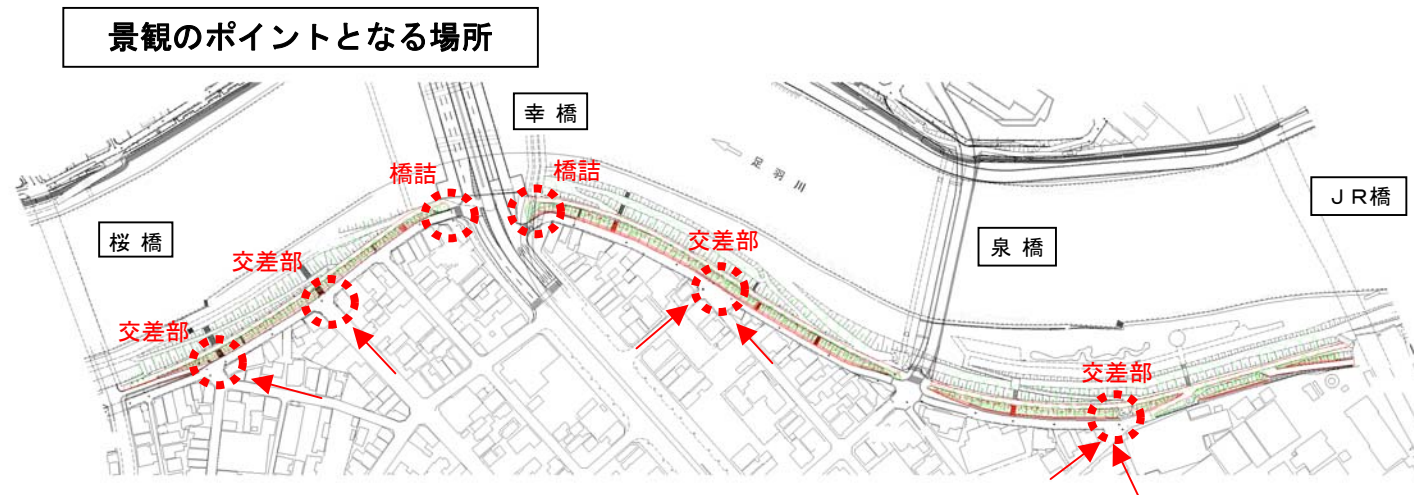 景観のポイントとなる場所
幸 橋
足 羽 川
橋詰
橋詰
ＪＲ橋
桜 橋
交差部
泉 橋
交差部
交差部
交差部